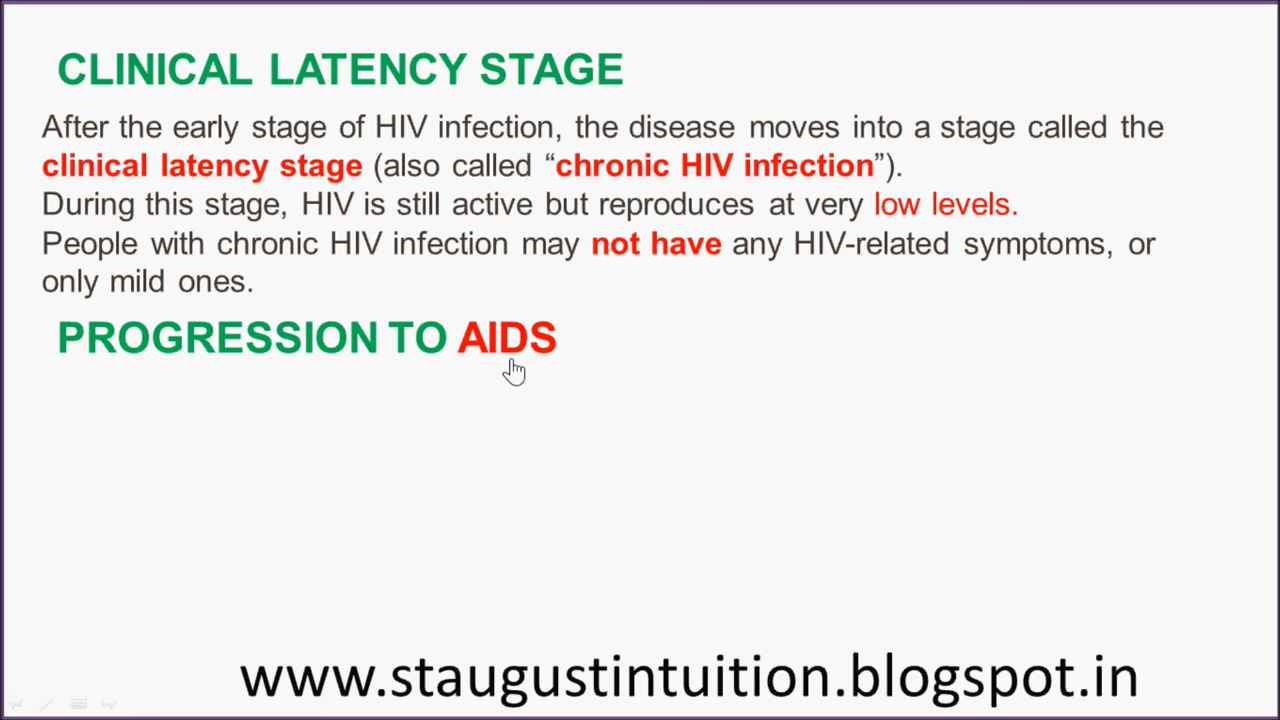 CLINICAL LATENCY STAGE
After the early stage of HIV infection, the disease moves into a stage called the
clinical latency stage (also called “chronic HIV infection”).
During this stage, HIV is still active but reproduces at very low levels.
People with chronic HIV infection may not have any HIV-related symptoms, or
only mild ones.
PROGRESSION TO AIDS
www.staugustintuition.blogspot.in